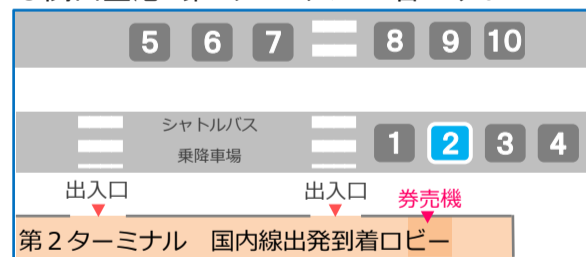 5 6 7 8 9 10
シャトルバス
乗降車場
1 2 3 4
出入口 出入口 券売機
第2ターミナル 国内線出発到着ロビー